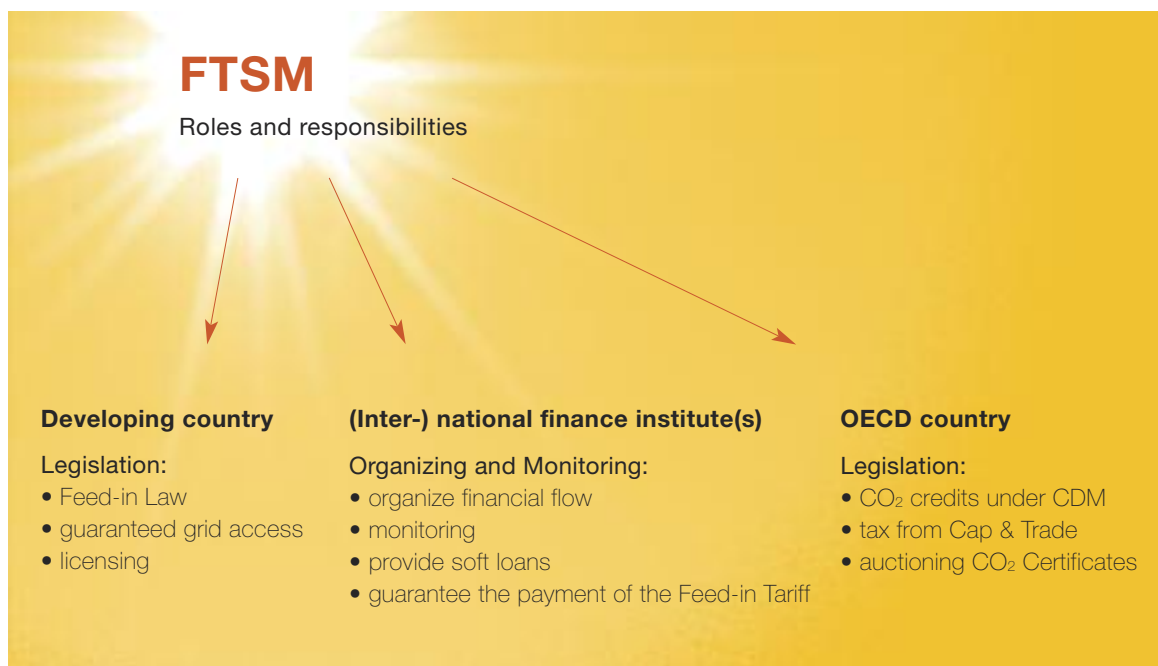 FTSM
Roles and responsibilities
Developing country
Legislation:
• Feed-in Law
• guaranteed grid access
• licensing
(Inter-) national finance institute(s)
Organizing and Monitoring:
• organize financial flow
• monitoring
• provide soft loans
• guarantee the payment of the Feed-in Tariff
OECD country
Legislation:
• CO₂ credits under CDM
• tax from Cap & Trade
• auctioning CO₂ Certificates